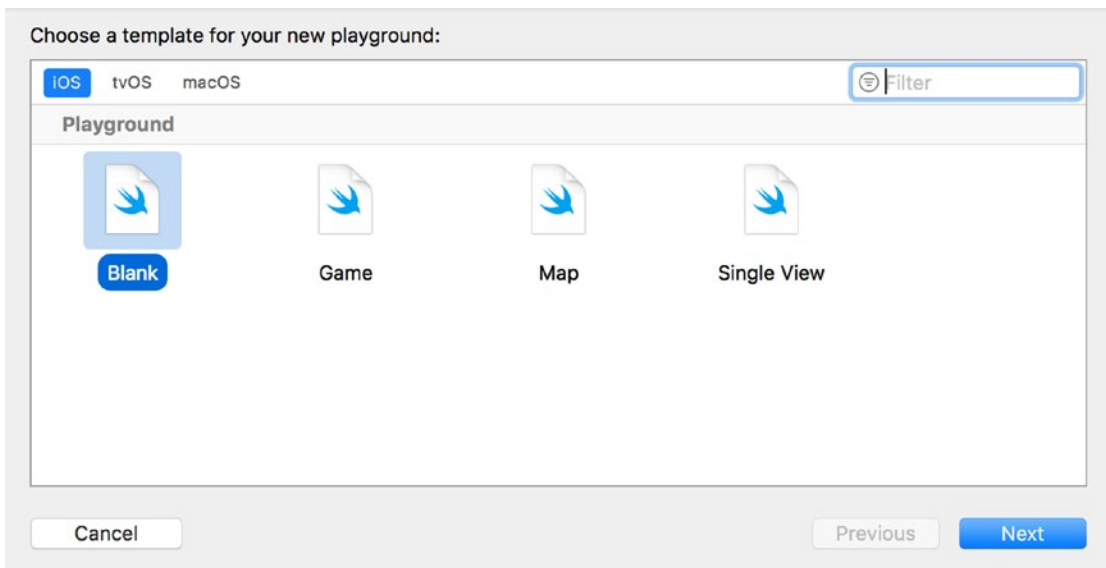 Choose a template for your new playground:
iOS tvOS macOS Filter
Playground
Blank Game Map Single View
Cancel Previous Next